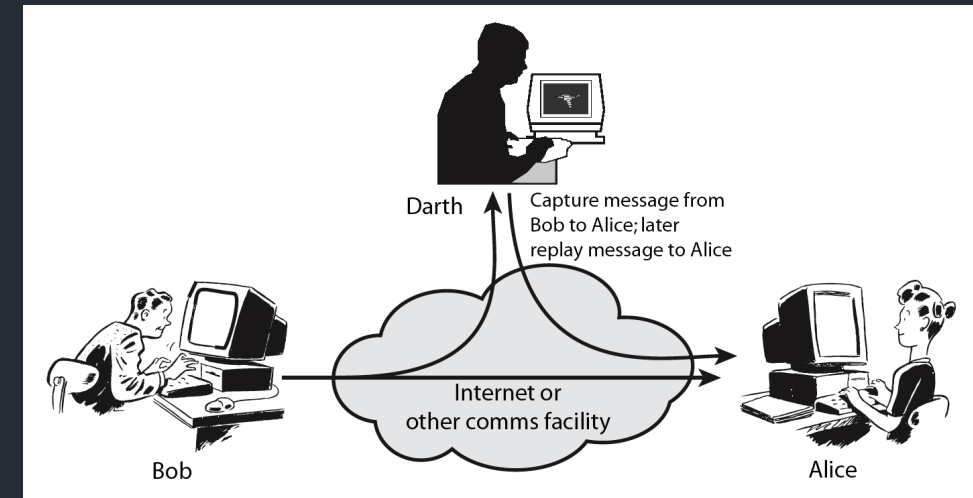 Darth
Capture message from
Bob to Alice; later
replay message to Alice
Internet or
other comms facility
Bob
Alice